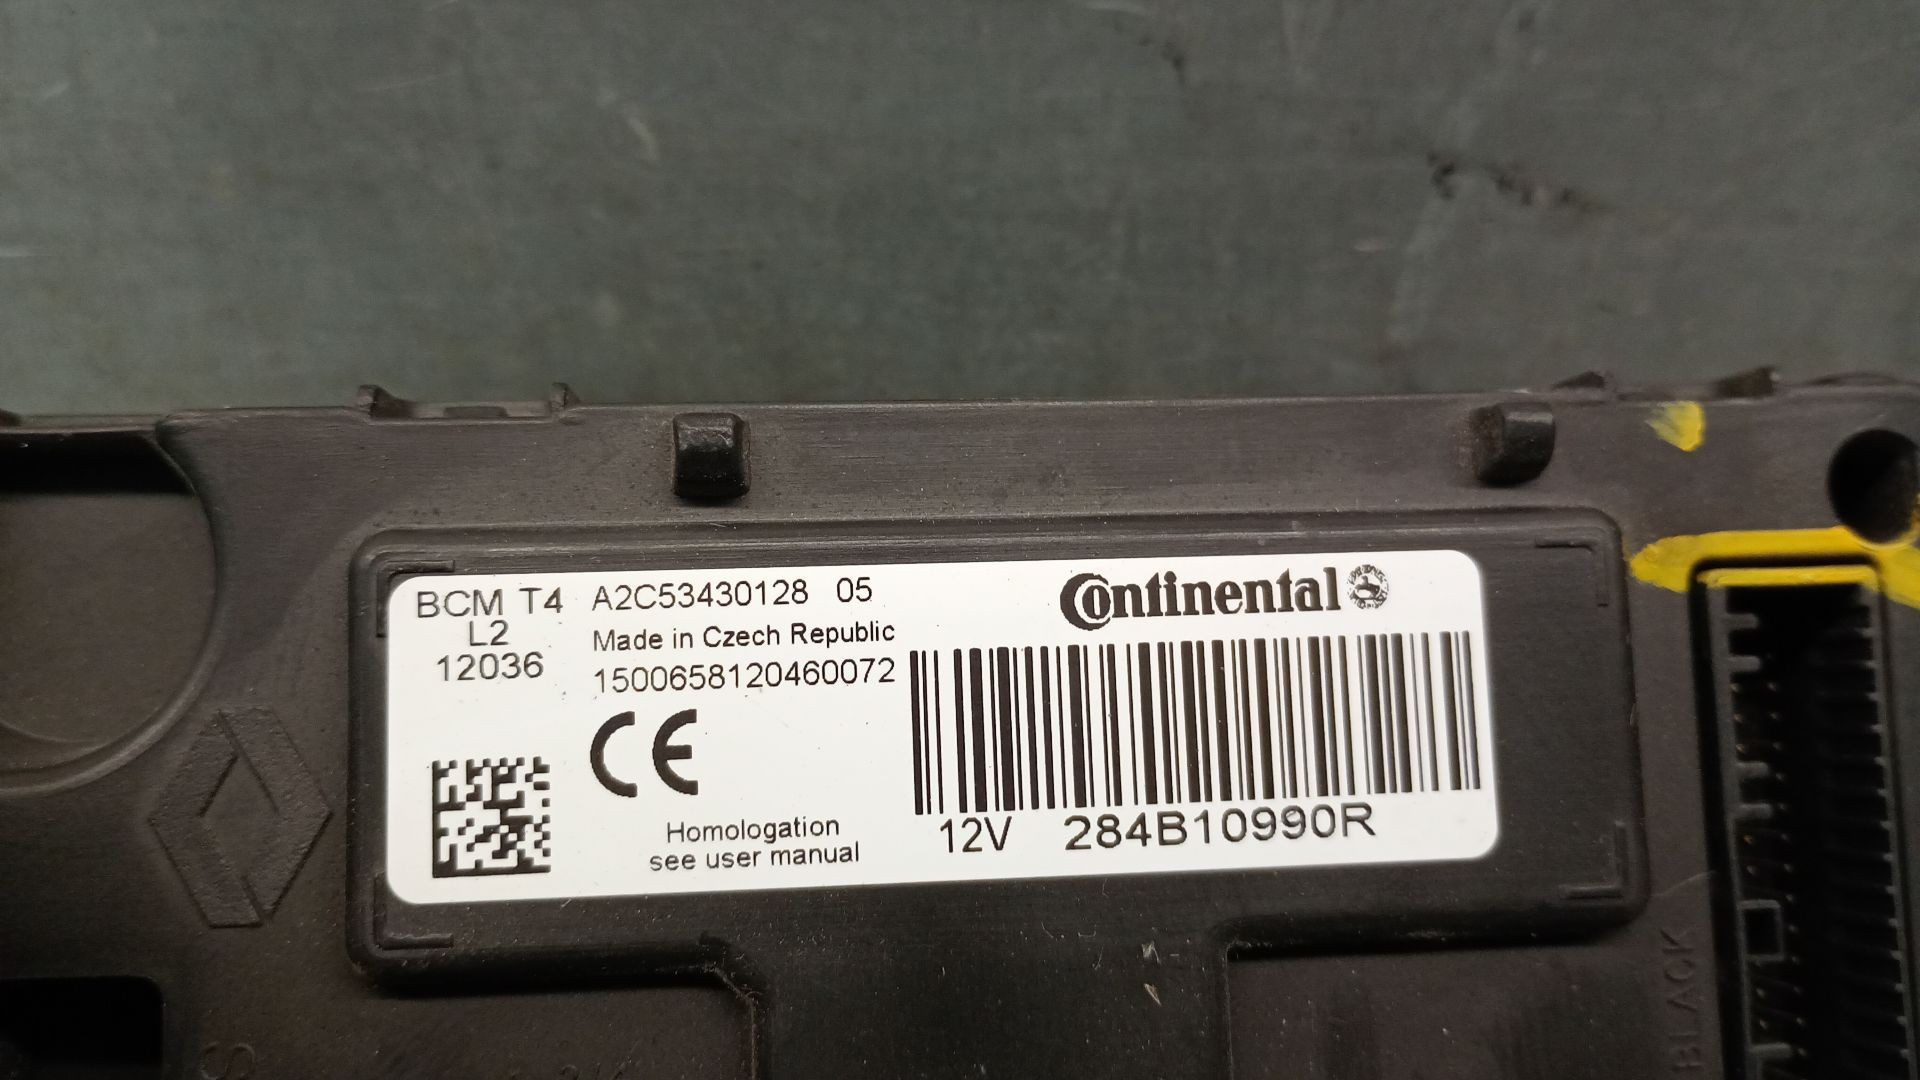 BCM T4
L2
12036
A2C53430128 05
Made in Czech Republic
1500658120460072
CE
Homologation
see user manual
Continental
12V 284B10990R
BLACK